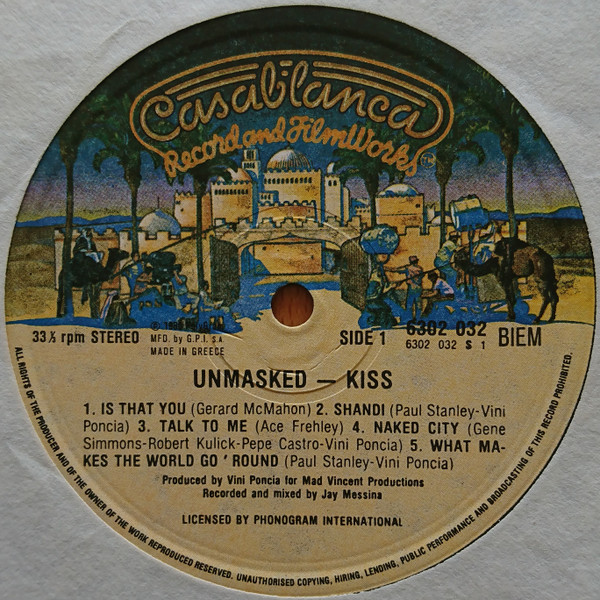 Casablanca
Record and FilmWorks™
33⅓ rpm STEREO
MFD. by G.P.I. S.A.
MADE IN GREECE
SIDE 1
6302 032
6302 032 S 1
BIEM
UNMASKED — KISS
1. IS THAT YOU (Gerard McMahon) 2. SHANDI (Paul Stanley-Vini
Poncia) 3. TALK TO ME (Ace Frehley) 4. NAKED CITY (Gene
Simmons-Robert Kulick-Pepe Castro-Vini Poncia) 5. WHAT MA-
KES THE WORLD GO ' ROUND (Paul Stanley-Vini Poncia)
Produced by Vini Poncia for Mad Vincent Productions
Recorded and mixed by Jay Messina
LICENSED BY PHONOGRAM INTERNATIONAL
ALL RIGHTS OF THE PRODUCER AND OF THE OWNER OF THE WORK REPRODUCED RESERVED. UNAUTHORISED COPYING, HIRING, LENDING, PUBLIC PERFORMANCE AND BROADCASTING OF THIS RECORD PROHIBITED.